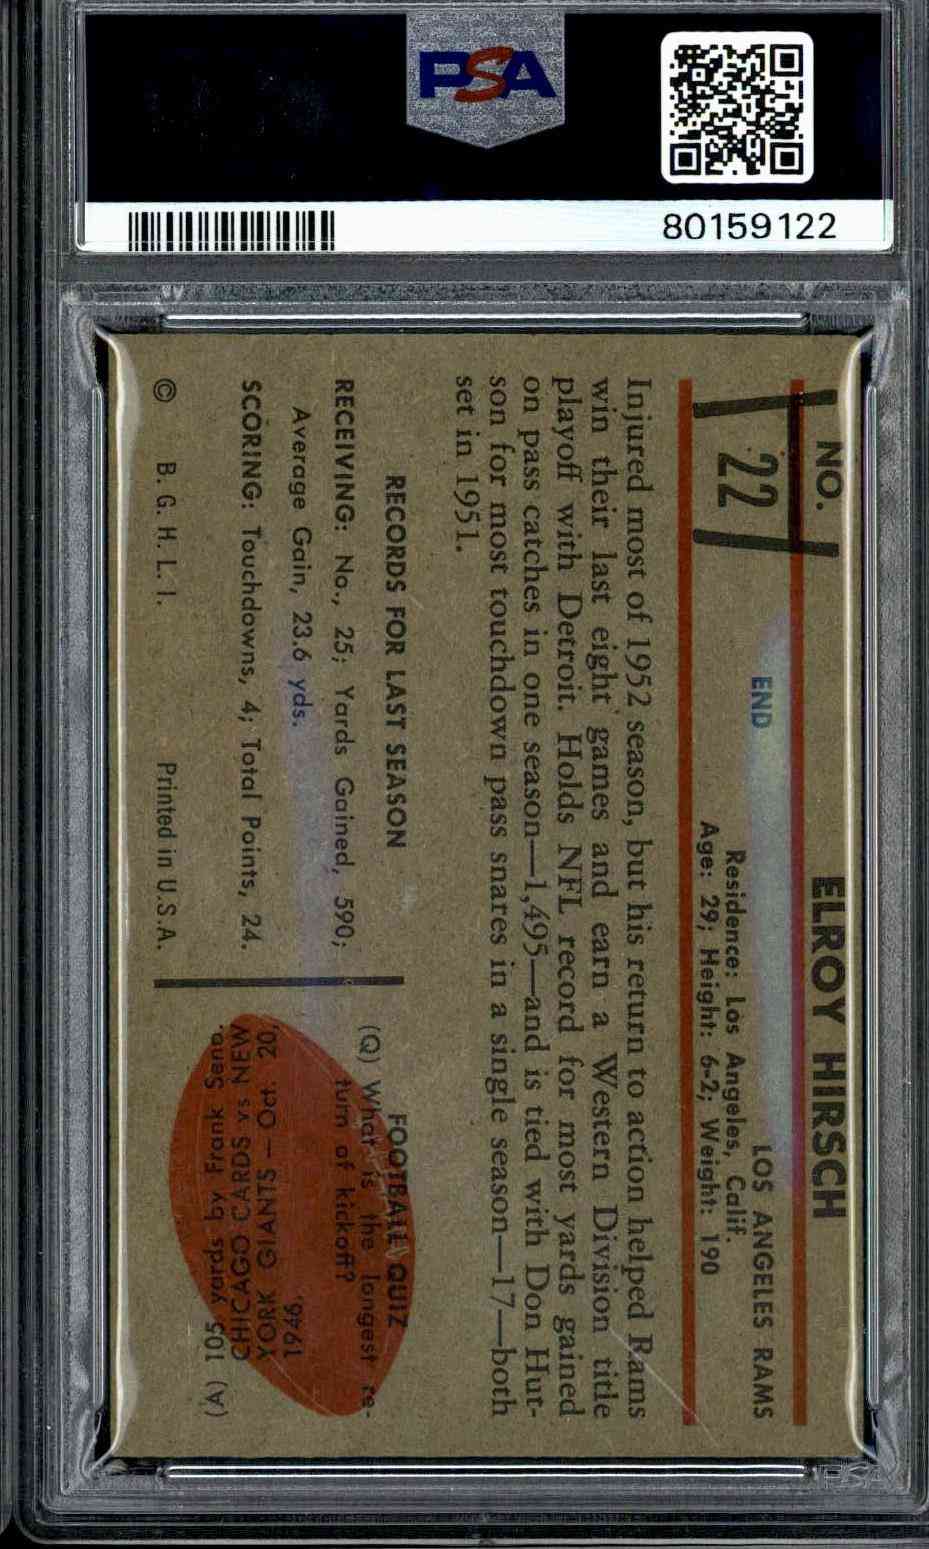 PSA
80159122
NO.
22
ELROY HIRSCH
END
LOS ANGELES RAMS
Residence: Los Angeles, Calif.
Age: 29; Height: 6-2; Weight: 190
Injured most of 1952 season, but his return to action helped Rams
win their last eight games and earn a Western Division title
playoff with Detroit. Holds NFL record for most yards gained
on pass catches in one season—1,495—and is tied with Don Hut-
son for most touchdown pass snares in a single season—17—both
set in 1951.
RECORDS FOR LAST SEASON
RECEIVING: No., 25; Yards Gained, 590;
Average Gain, 23.6 yds.
SCORING: Touchdowns, 4; Total Points, 24.
© B. G. H. L. I.
Printed in U.S.A.
FOOTBALL QUIZ
(Q) What is the longest re-
turn of kickoff?
(A) 105 yards by Frank Seno.
CHICAGO CARDS vs NEW
YORK GIANTS — Oct. 20,
1946.
PSA